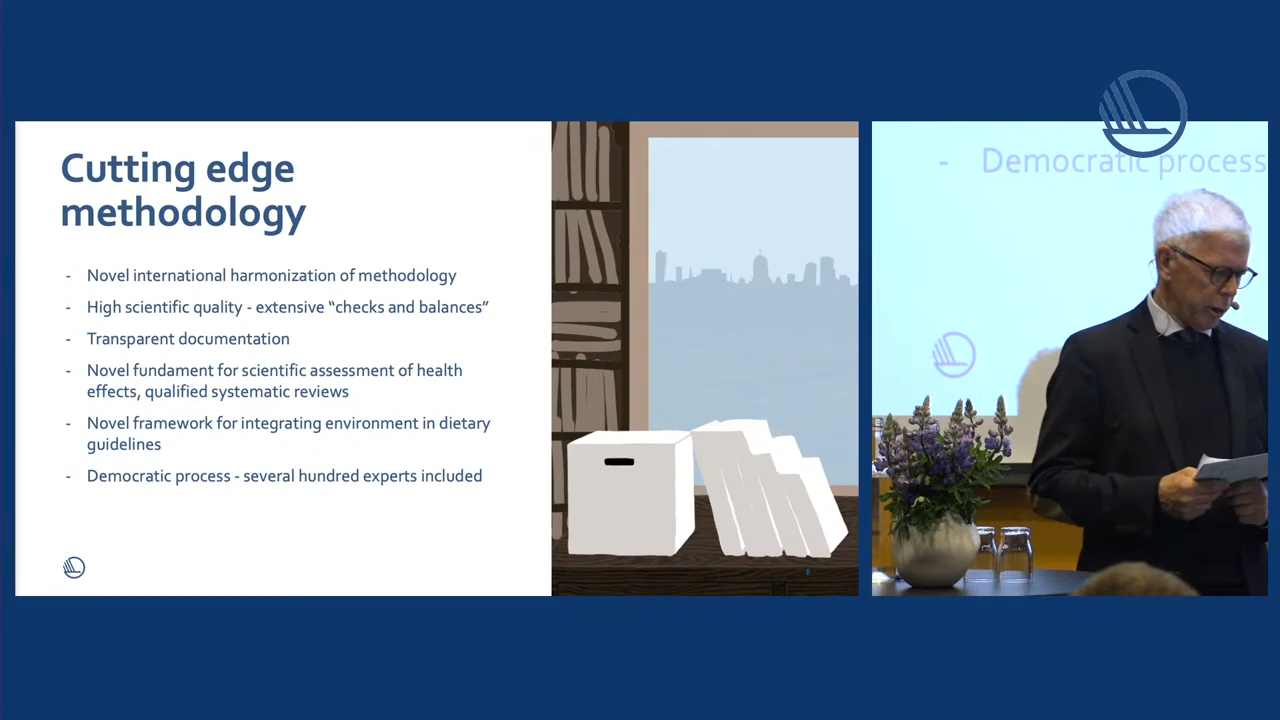 Cutting edge
methodology
- Novel international harmonization of methodology
- High scientific quality - extensive “checks and balances”
- Transparent documentation
- Novel fundament for scientific assessment of health
effects, qualified systematic reviews
- Novel framework for integrating environment in dietary
guidelines
- Democratic process - several hundred experts included
- Democratic process